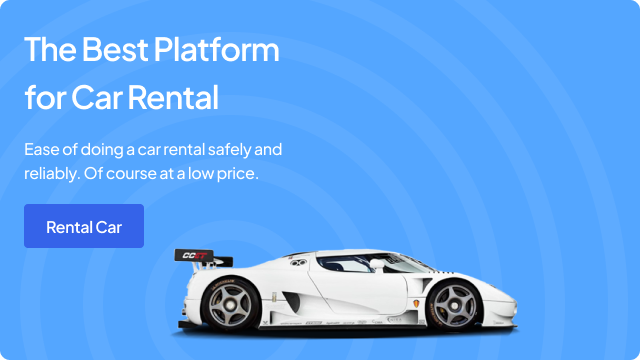 The Best Platform
for Car Rental
Ease of doing a car rental safely and
reliably. Of course at a low price.
Rental Car
CCGT